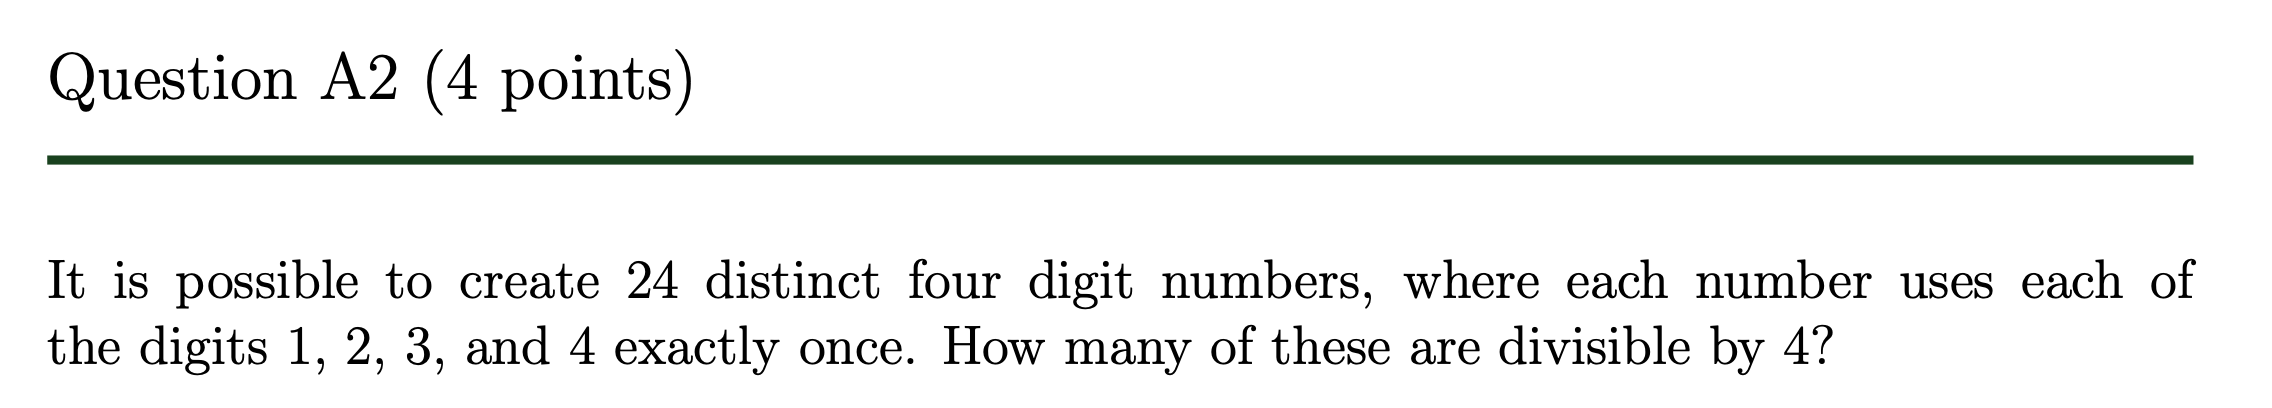 Question A2 (4 points)
It is possible to create 24 distinct four digit numbers, where each number uses each of
the digits 1, 2, 3, and 4 exactly once. How many of these are divisible by 4?